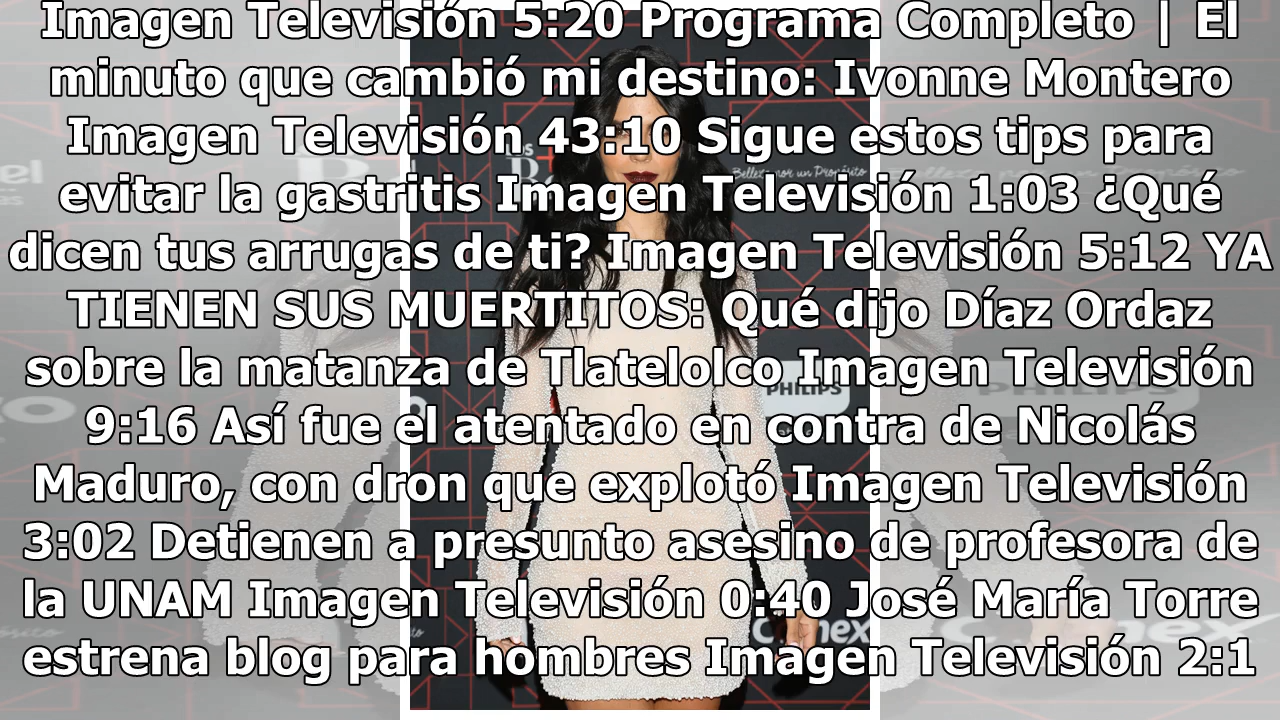 Imagen Televisión 5:20 Programa Completo | El
minuto que cambió mi destino: Ivonne Montero
Imagen Televisión 43:10 Sigue estos tips para
evitar la gastritis Imagen Televisión 1:03 ¿Qué
dicen tus arrugas de ti? Imagen Televisión 5:12 YA
TIENEN SUS MUERTITOS: Qué dijo Díaz Ordaz
sobre la matanza de Tlatelolco Imagen Televisión
9:16 Así fue el atentado en contra de Nicolás
Maduro, con dron que explotó Imagen Televisión
3:02 Detienen a presunto asesino de profesora de
la UNAM Imagen Televisión 0:40 José María Torre
estrena blog para hombres Imagen Televisión 2:1
Belleza por un Propósito
PHILIPS